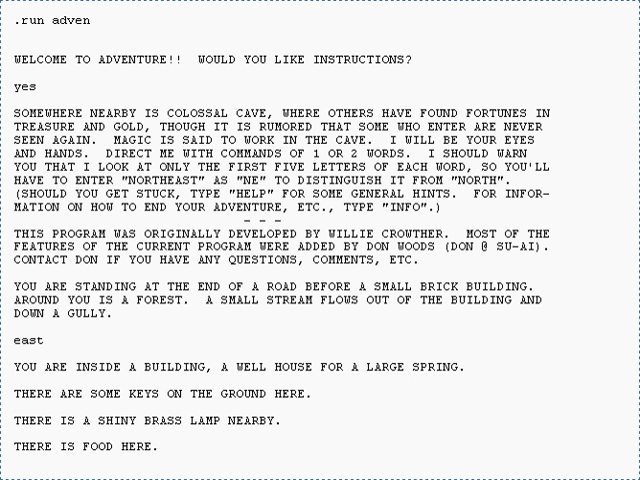 .run adven
WELCOME TO ADVENTURE!!  WOULD YOU LIKE INSTRUCTIONS?
yes
SOMEWHERE NEARBY IS COLOSSAL CAVE, WHERE OTHERS HAVE FOUND FORTUNES IN
TREASURE AND GOLD, THOUGH IT IS RUMORED THAT SOME WHO ENTER ARE NEVER
SEEN AGAIN.  MAGIC IS SAID TO WORK IN THE CAVE.  I WILL BE YOUR EYES
AND HANDS.  DIRECT ME WITH COMMANDS OF 1 OR 2 WORDS.  I SHOULD WARN
YOU THAT I LOOK AT ONLY THE FIRST FIVE LETTERS OF EACH WORD, SO YOU'LL
HAVE TO ENTER "NORTHEAST" AS "NE" TO DISTINGUISH IT FROM "NORTH".
(SHOULD YOU GET STUCK, TYPE "HELP" FOR SOME GENERAL HINTS.  FOR INFOR-
MATION ON HOW TO END YOUR ADVENTURE, ETC., TYPE "INFO".)
- - -
THIS PROGRAM WAS ORIGINALLY DEVELOPED BY WILLIE CROWTHER.  MOST OF THE
FEATURES OF THE CURRENT PROGRAM WERE ADDED BY DON WOODS (DON @ SU-AI).
CONTACT DON IF YOU HAVE ANY QUESTIONS, COMMENTS, ETC.
YOU ARE STANDING AT THE END OF A ROAD BEFORE A SMALL BRICK BUILDING.
AROUND YOU IS A FOREST.  A SMALL STREAM FLOWS OUT OF THE BUILDING AND
DOWN A GULLY.
east
YOU ARE INSIDE A BUILDING, A WELL HOUSE FOR A LARGE SPRING.
THERE ARE SOME KEYS ON THE GROUND HERE.
THERE IS A SHINY BRASS LAMP NEARBY.
THERE IS FOOD HERE.